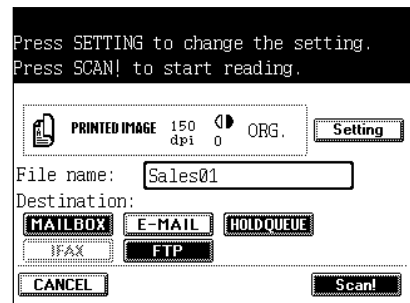 Press SETTING to change the setting.
Press SCAN! to start reading.
PRINTED IMAGE 150 dpi 0 ORG. Setting
File name: Sales01
Destination:
MAILBOX E-MAIL HOLDQUEUE
IFAX FTP
CANCEL Scan!